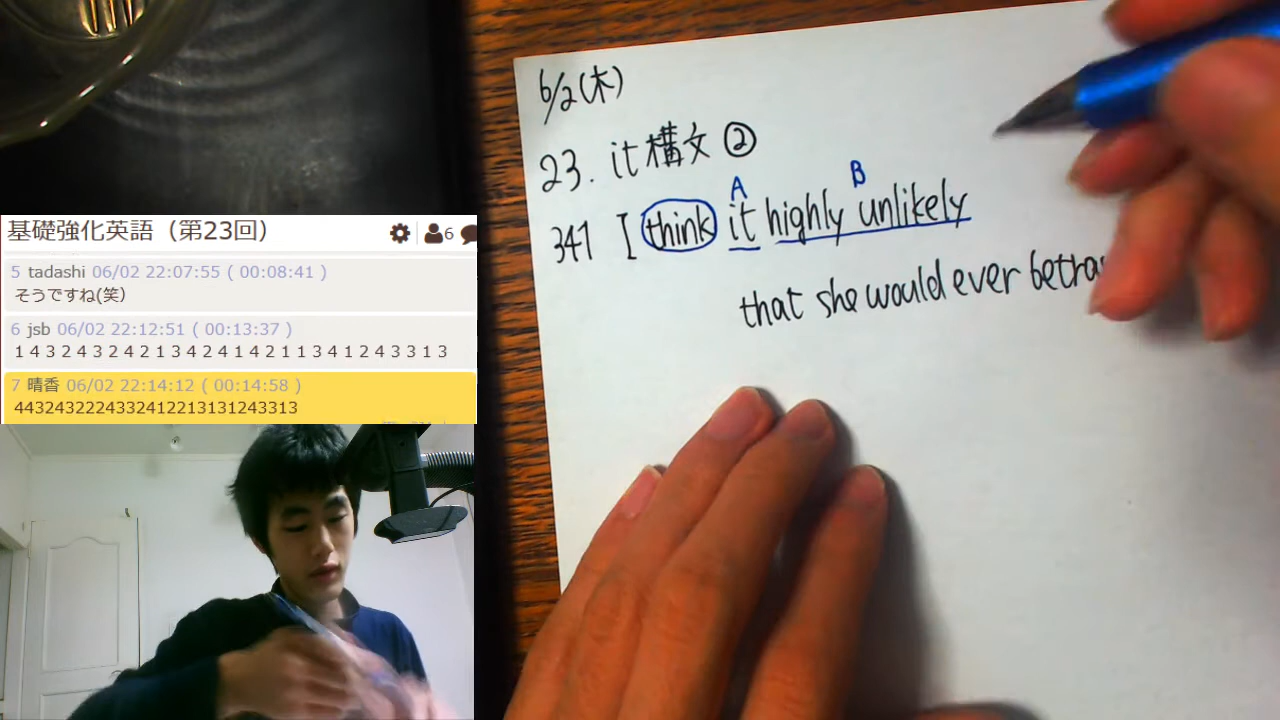 基礎強化英語（第23回）
6
5 tadashi 06/02 22:07:55 ( 00:08:41 )
そうですね(笑)
6 jsb 06/02 22:12:51 ( 00:13:37 )
1 4 3 2 4 3 2 4 2 1 3 4 2 4 1 4 2 1 1 3 4 1 2 4 3 3 1 3
7 晴香 06/02 22:14:12 ( 00:14:58 )
4432432224332412213131243313
6/2(木)
23. it 構文 ②
A B
347 I think it highly unlikely
that she would ever